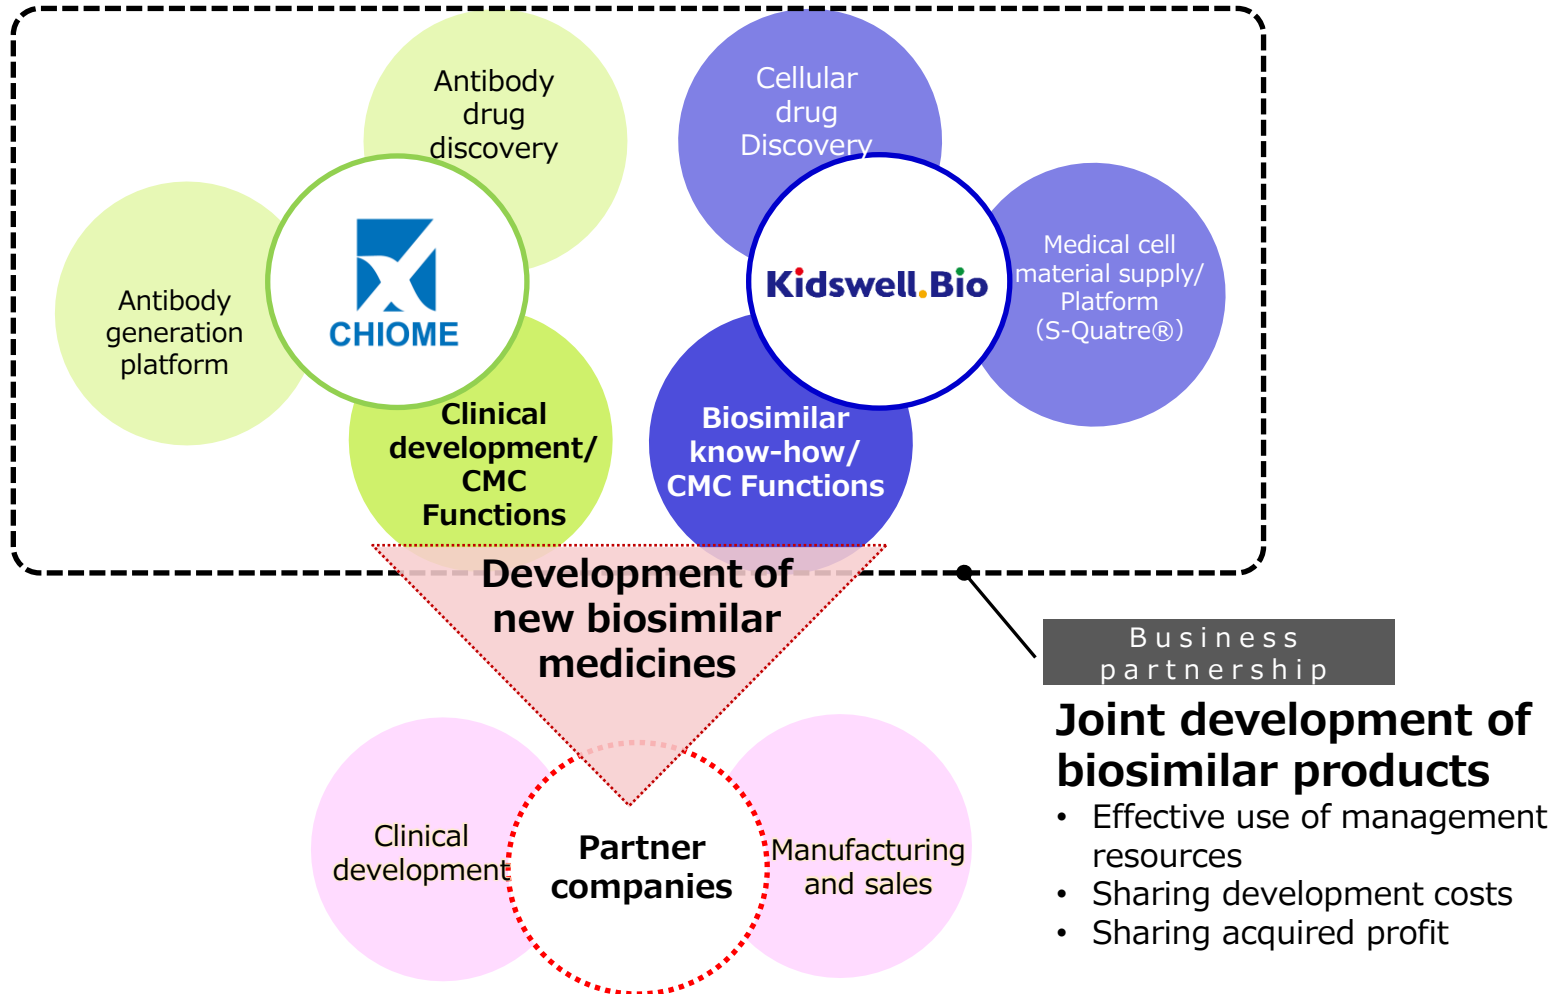 Antibody
drug
discovery
Cellular
drug
Discovery
Antibody
generation
platform
CHIOME
Kidswell.Bio
Medical cell
material supply/
Platform
(S-Quatre®)
Clinical
development/
CMC
Functions
Biosimilar
know-how/
CMC Functions
Development of
new biosimilar
medicines
Business
partnership
Joint development of
biosimilar products
• Effective use of management
resources
• Sharing development costs
• Sharing acquired profit
Clinical
development
Partner
companies
Manufacturing
and sales